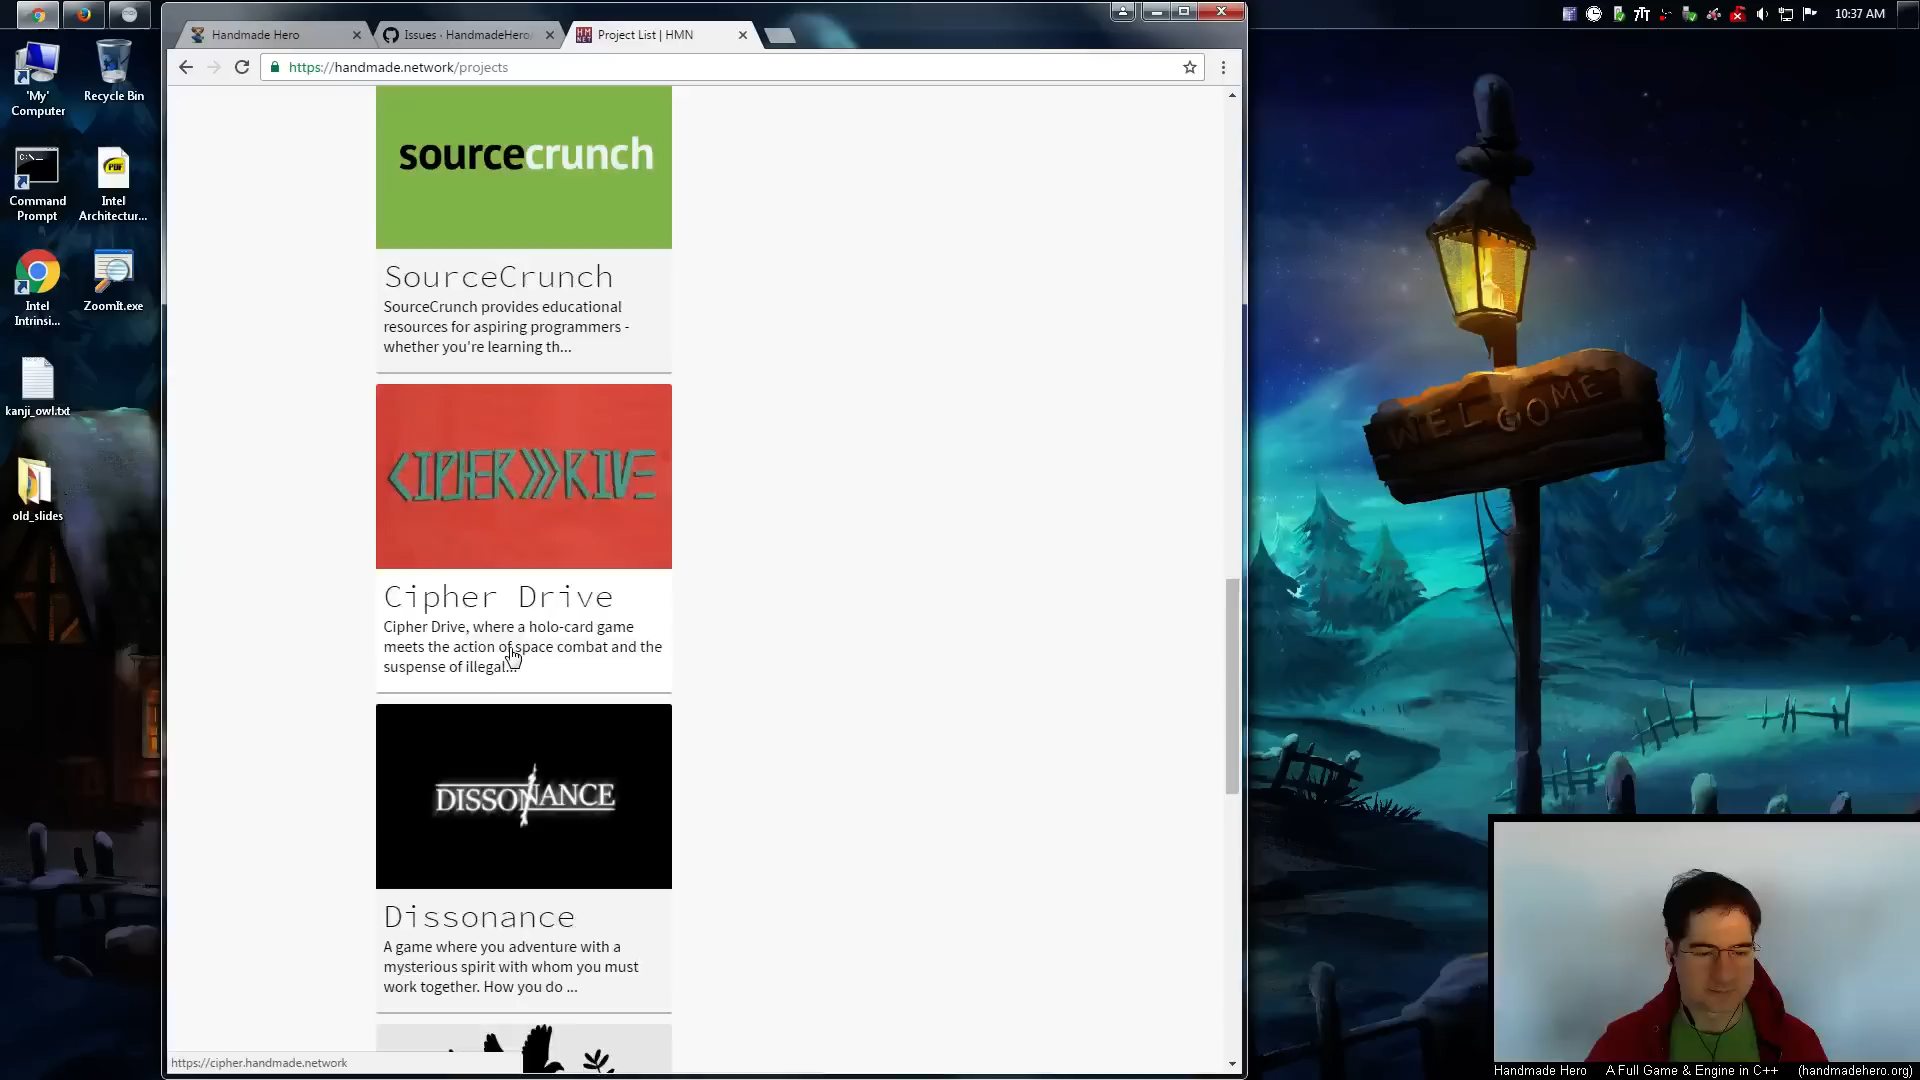 Handmade Hero
Issues - HandmadeHero
Project List | HMN
10:37 AM
https://handmade.network/projects
'My'
Computer
Recycle Bin
Command
Prompt
Intel
Architectur...
Intel
Intrinsi...
ZoomIt.exe
kanji_owl.txt
old_slides
sourcecrunch
SourceCrunch
SourceCrunch provides educational
resources for aspiring programmers -
whether you're learning th...
CIPHER DRIVE
Cipher Drive
Cipher Drive, where a holo-card game
meets the action of space combat and the
suspense of illegal...
DISSONANCE
Dissonance
A game where you adventure with a
mysterious spirit with whom you must
work together. How you do ...
https://cipher.handmade.network
WELCOME
Handmade Hero A Full Game & Engine in C++ (handmadehero.org)